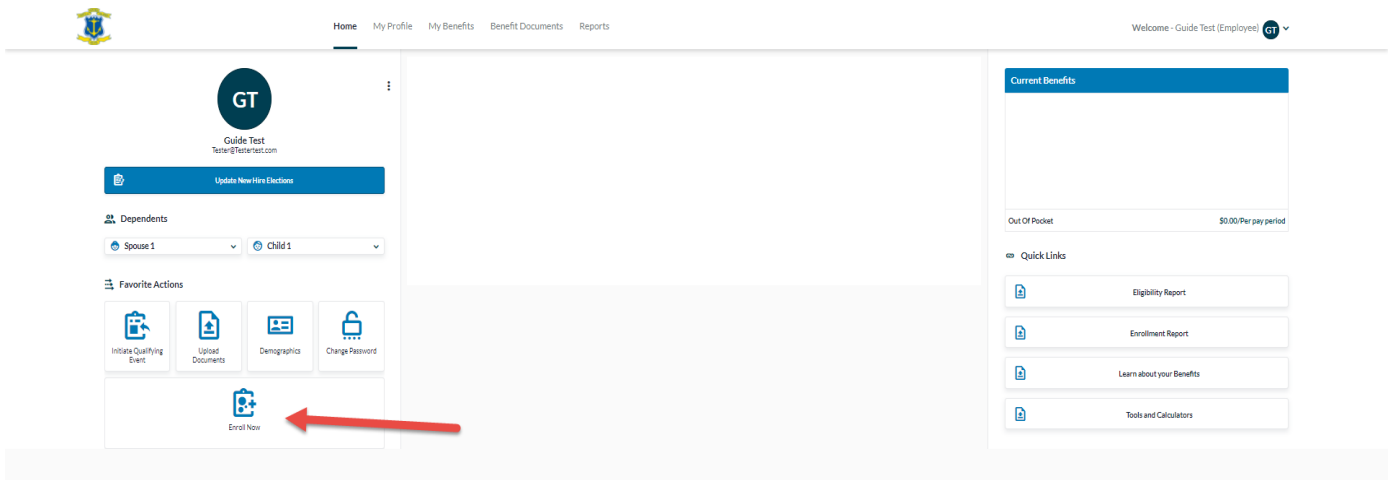 Home My Profile My Benefits Benefit Documents Reports
Welcome - Guide Test (Employee) GT
GT
Guide Test
Tester@Testertest.com
Update New Hire Elections
Dependents
Spouse 1 Child 1
Favorite Actions
Initiate Qualifying
Event
Upload
Documents
Demographics
Change Password
Enroll Now
Current Benefits
Out Of Pocket $0.00/Per pay period
Quick Links
Eligibility Report
Enrollment Report
Learn about your Benefits
Tools and Calculators